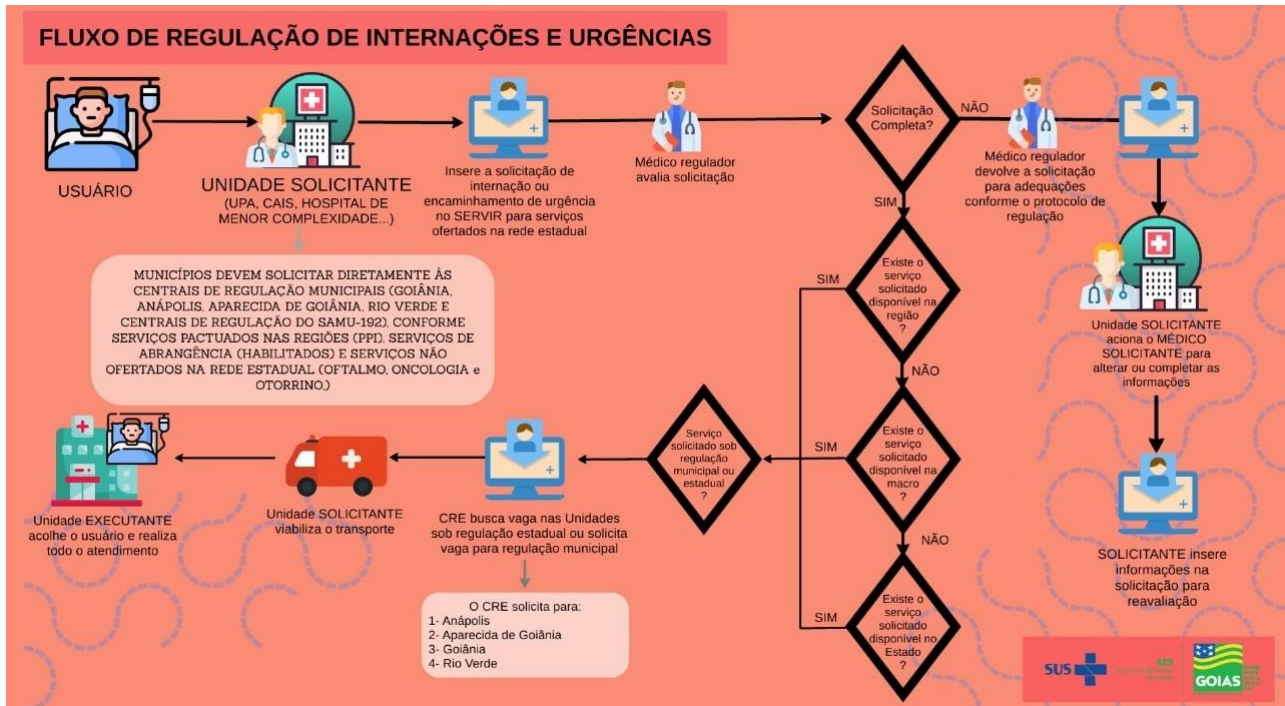 FLUXO DE REGULAÇÃO DE INTERNAÇÕES E URGÊNCIAS
USUÁRIO
UNIDADE SOLICITANTE
(UPA, CAIS, HOSPITAL DE
MENOR COMPLEXIDADE...)
Insere a solicitação de
internação ou
encaminhamento de urgência
no SERVIR para serviços
ofertados na rede estadual
Médico regulador
avalia solicitação
Solicitação
Completa?
NÃO
Médico regulador
devolve a solicitação
para adequações
conforme o protocolo de
regulação
SIM
MUNICÍPIOS DEVEM SOLICITAR DIRETAMENTE ÀS
CENTRAIS DE REGULAÇÃO MUNICIPAIS (GOIÂNIA,
ANÁPOLIS, APARECIDA DE GOIÂNIA, RIO VERDE E
CENTRAIS DE REGULAÇÃO DO SAMU-192), CONFORME
SERVIÇOS PACTUADOS NAS REGIÕES (PPI), SERVIÇOS DE
ABRANGÊNCIA (HABILITADOS) E SERVIÇOS NÃO
OFERTADOS NA REDE ESTADUAL (OFTALMO, ONCOLOGIA e
OTORRINO,)
SIM
Existe o
serviço
solicitado
disponível na
região
?
Unidade SOLICITANTE
aciona o MÉDICO
SOLICITANTE para
alterar ou completar as
informações
NÃO
SIM
Existe o
serviço
solicitado
disponível na
macro
?
Serviço
solicitado sob
regulação
municipal ou
estadual
?
CRE busca vaga nas Unidades
sob regulação estadual ou solicita
vaga para regulação municipal
Unidade SOLICITANTE
viabiliza o transporte
Unidade EXECUTANTE
acolhe o usuário e realiza
todo o atendimento
NÃO
SOLICITANTE insere
informações na
solicitação para
reavaliação
O CRE solicita para:
1- Anápolis
2- Aparecida de Goiânia
3- Goiânia
4- Rio Verde
SIM
Existe o
serviço
solicitado
disponível no
Estado
?
SUS
SES
GOIÁS